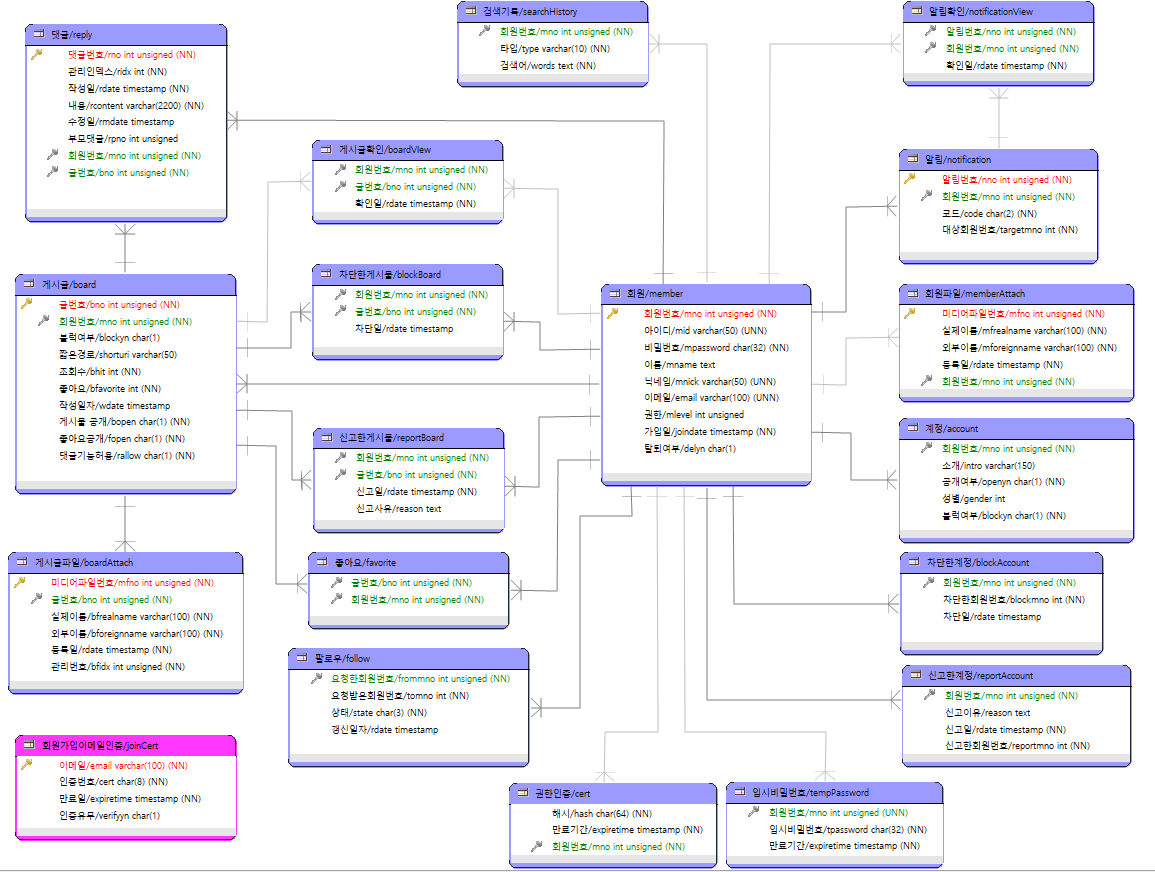 검색기록/searchHistory
회원번호/mno int unsigned (NN)
타입/type varchar(10) (NN)
검색어/words text (NN)
알림확인/notificationView
알림번호/nno int unsigned (NN)
회원번호/mno int unsigned (NN)
확인일/rdate timestamp (NN)
댓글/reply
댓글번호/rno int unsigned (NN)
관리인덱스/ridx int (NN)
작성일/rdate timestamp (NN)
내용/rcontent varchar(2200) (NN)
수정일/rmdate timestamp
부모댓글/rpno int unsigned
회원번호/mno int unsigned (NN)
글번호/bno int unsigned (NN)
게시글확인/boardView
회원번호/mno int unsigned (NN)
글번호/bno int unsigned (NN)
확인일/rdate timestamp (NN)
알림/notification
알림번호/nno int unsigned (NN)
회원번호/mno int unsigned (NN)
코드/code char(2) (NN)
대상회원번호/targetmno int (NN)
게시글/board
글번호/bno int unsigned (NN)
회원번호/mno int unsigned (NN)
블럭여부/blockyn char(1)
짧은경로/shorturi varchar(50)
조회수/bhit int (NN)
좋아요/bfavorite int (NN)
작성일자/wdate timestamp
게시물 공개/bopen char(1) (NN)
좋아요공개/fopen char(1) (NN)
댓글기능허용/rallow char(1) (NN)
차단한게시물/blockBoard
회원번호/mno int unsigned (NN)
글번호/bno int unsigned (NN)
차단일/rdate timestamp
회원/member
회원번호/mno int unsigned (NN)
아이디/mid varchar(50) (UNN)
비밀번호/mpassword char(32) (NN)
이름/mname text
닉네임/mnick varchar(50) (UNN)
이메일/email varchar(100) (UNN)
권한/mlevel int unsigned
가입일/joindate timestamp (NN)
탈퇴여부/delyn char(1)
회원파일/memberAttach
미디어파일번호/mfno int unsigned (NN)
실제이름/mfrealname varchar(100) (NN)
외부이름/mforeignname varchar(100) (NN)
등록일/rdate timestamp (NN)
회원번호/mno int unsigned (NN)
신고한게시물/reportBoard
회원번호/mno int unsigned (NN)
글번호/bno int unsigned (NN)
신고일/rdate timestamp (NN)
신고사유/reason text
계정/account
회원번호/mno int unsigned (NN)
소개/intro varchar(150)
공개여부/openyn char(1) (NN)
성별/gender int
블럭여부/blockyn char(1) (NN)
게시글파일/boardAttach
미디어파일번호/mfno int unsigned (NN)
글번호/bno int unsigned (NN)
실제이름/bfrealname varchar(100) (NN)
외부이름/bforeignname varchar(100) (NN)
등록일/rdate timestamp (NN)
관리번호/bfidx int unsigned (NN)
좋아요/favorite
글번호/bno int unsigned (NN)
회원번호/mno int unsigned (NN)
차단한계정/blockAccount
회원번호/mno int unsigned (NN)
차단한회원번호/blockmno int (NN)
차단일/rdate timestamp
팔로우/follow
요청한회원번호/frommno int unsigned (NN)
요청받은회원번호/tomno int (NN)
상태/state char(3) (NN)
갱신일자/rdate timestamp
신고한계정/reportAccount
회원번호/mno int unsigned (NN)
신고이유/reason text
신고일/rdate timestamp (NN)
신고한회원번호/reportmno int (NN)
회원가입이메일인증/joinCert
이메일/email varchar(100) (NN)
인증번호/cert char(8) (NN)
만료일/expiretime timestamp (NN)
인증유무/verifyyn char(1)
권한인증/cert
해시/hash char(64) (NN)
만료기간/expiretime timestamp (NN)
회원번호/mno int unsigned (NN)
임시비밀번호/tempPassword
회원번호/mno int unsigned (UNN)
임시비밀번호/tpassword char(32) (NN)
만료기간/expiretime timestamp (NN)